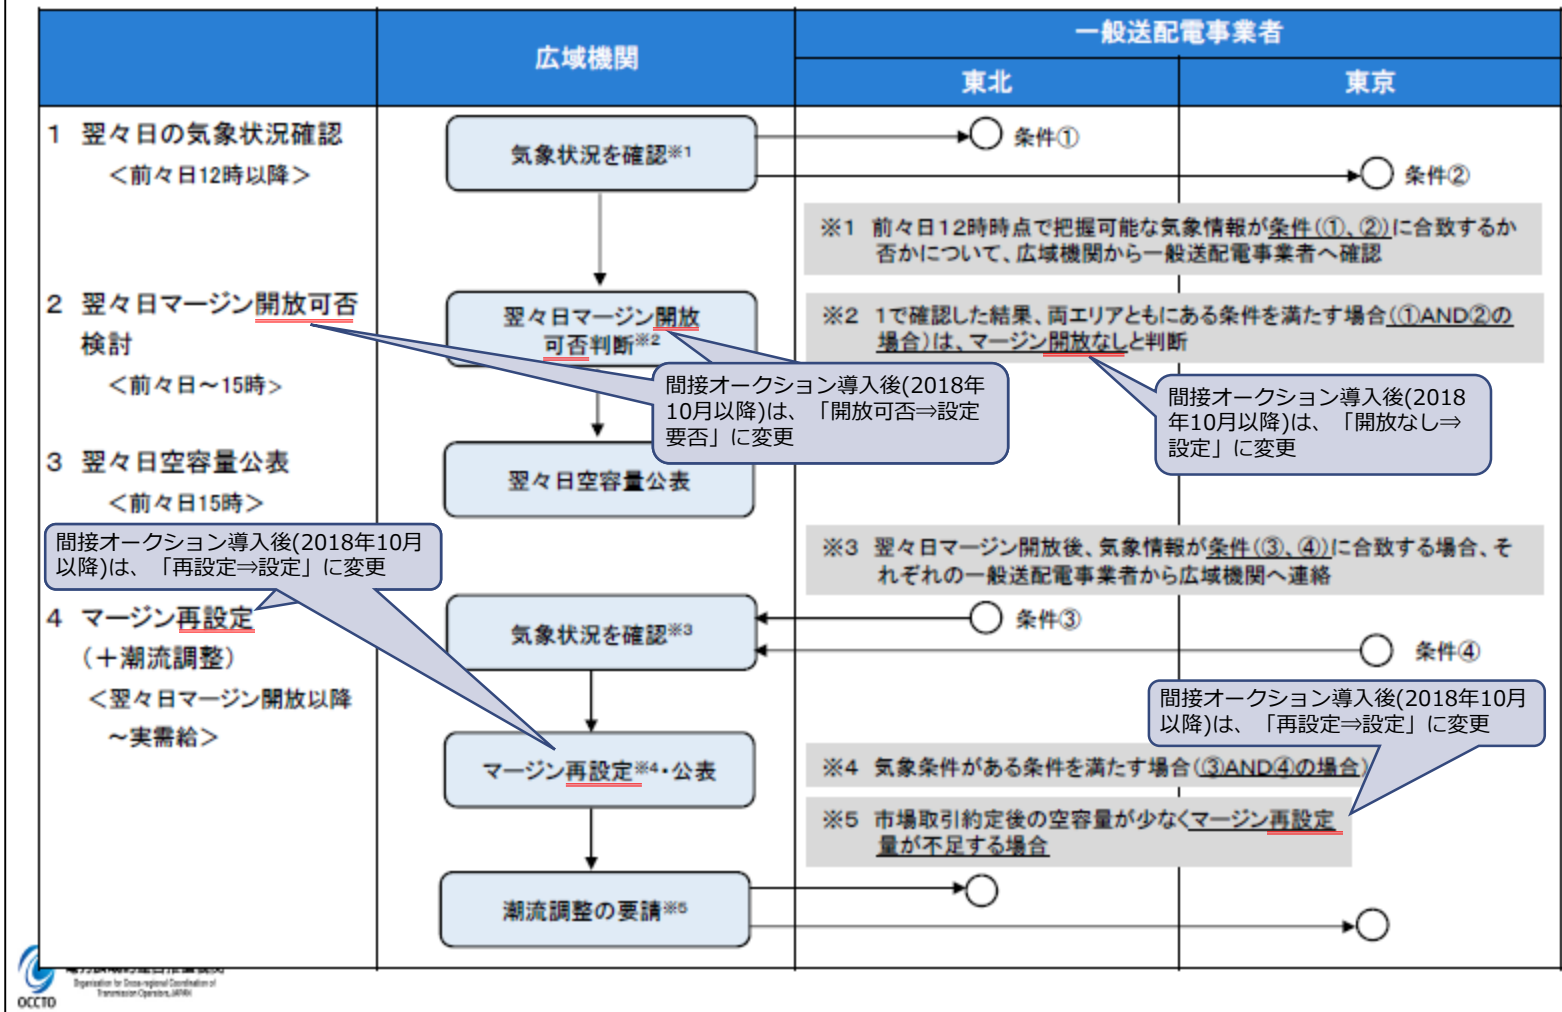 広域機関
一般送配電事業者
東北
東京
1 翌々日の気象状況確認
＜前々日12時以降＞
気象状況を確認※1
条件①
条件②
※1 前々日12時時点で把握可能な気象情報が条件(①、②)に合致するか
否かについて、広域機関から一般送配電事業者へ確認
2 翌々日マージン開放可否
検討
＜前々日～15時＞
翌々日マージン開放
可否判断※2
※2 1で確認した結果、両エリアともにある条件を満たす場合(①AND②の
場合)は、マージン開放なしと判断
間接オークション導入後(2018年
10月以降)は、「開放可否⇒設定
要否」に変更
間接オークション導入後(2018
年10月以降)は、「開放なし⇒
設定」に変更
3 翌々日空容量公表
＜前々日15時＞
翌々日空容量公表
間接オークション導入後(2018年10月
以降)は、「再設定⇒設定」に変更
※3 翌々日マージン開放後、気象情報が条件(③、④)に合致する場合、そ
れぞれの一般送配電事業者から広域機関へ連絡
4 マージン再設定
(＋潮流調整)
＜翌々日マージン開放以降
～実需給＞
気象状況を確認※3
条件③
条件④
間接オークション導入後(2018年10月
以降)は、「再設定⇒設定」に変更
マージン再設定※4・公表
※4 気象条件がある条件を満たす場合(③AND④の場合)
※5 市場取引約定後の空容量が少なくマージン再設定
量が不足する場合
潮流調整の要請※5
Organization for Cross-regional Coordination of
Transmission Operators, JAPAN
OCCTO